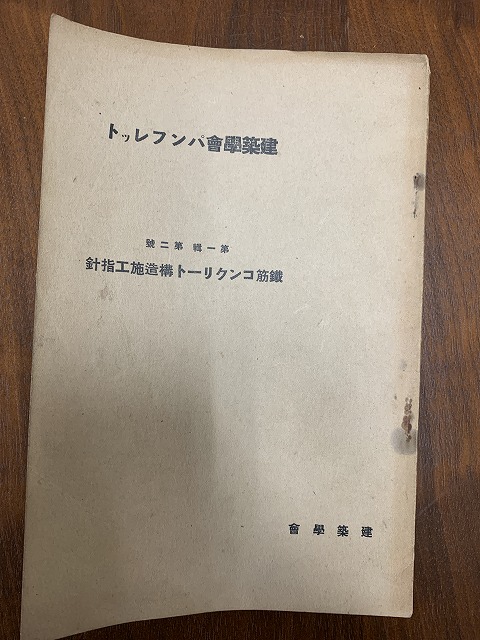 建築學會パンフレット
第一輯 第二號
鐵筋コンクリート構造施工指針
建築學會